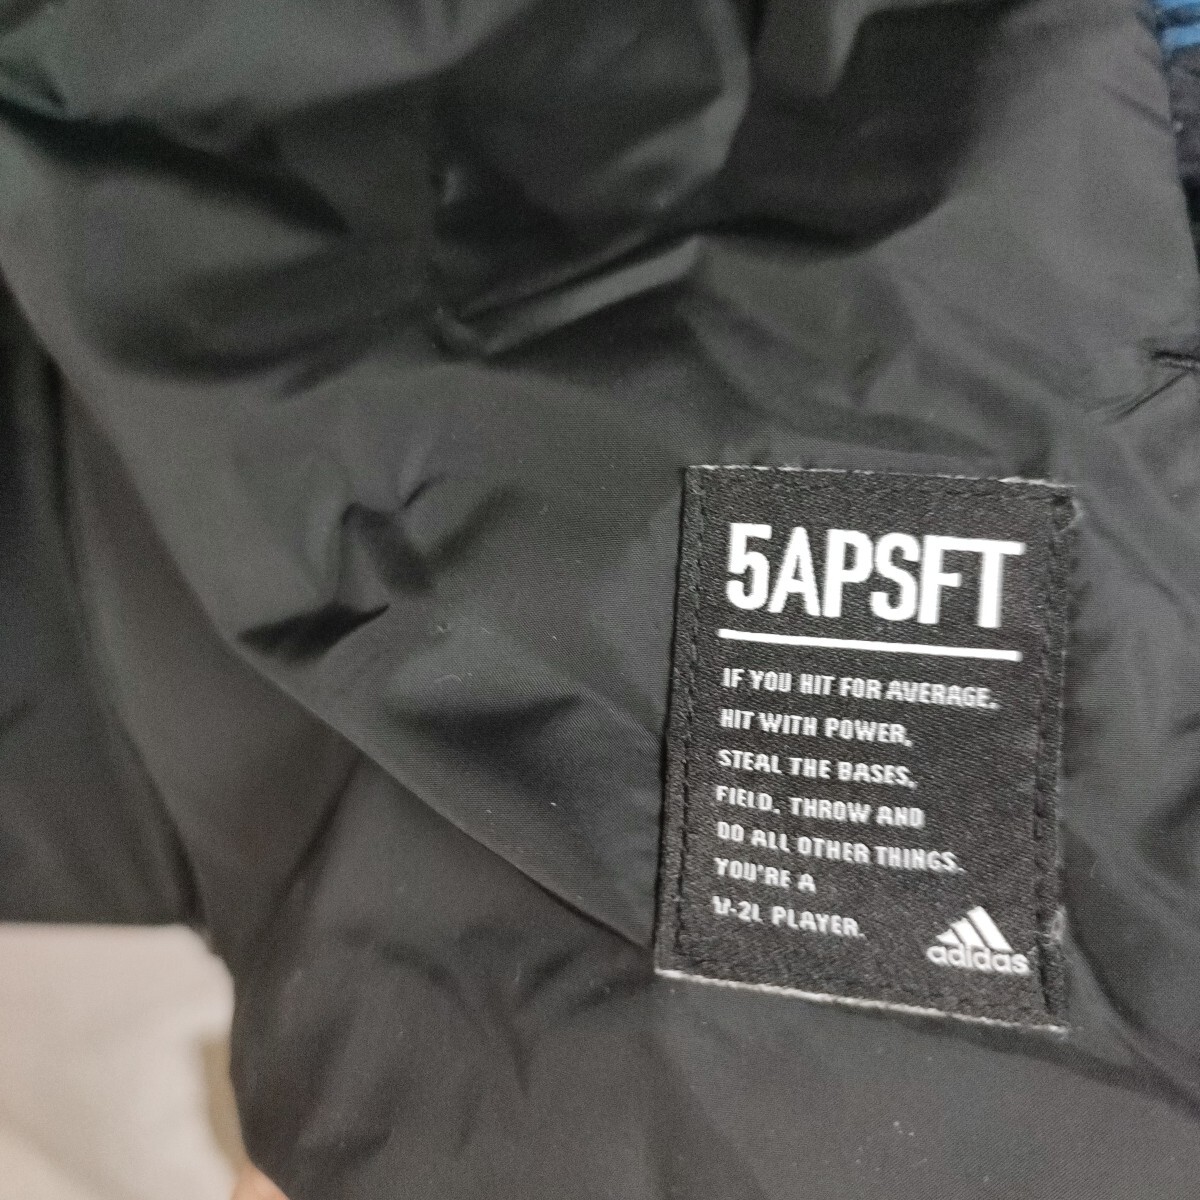 5APSFT
IF YOU HIT FOR AVERAGE,
HIT WITH POWER,
STEAL THE BASES,
FIELD, THROW AND
DO ALL OTHER THINGS.
YOU'RE A
V-2L PLAYER.
adidas